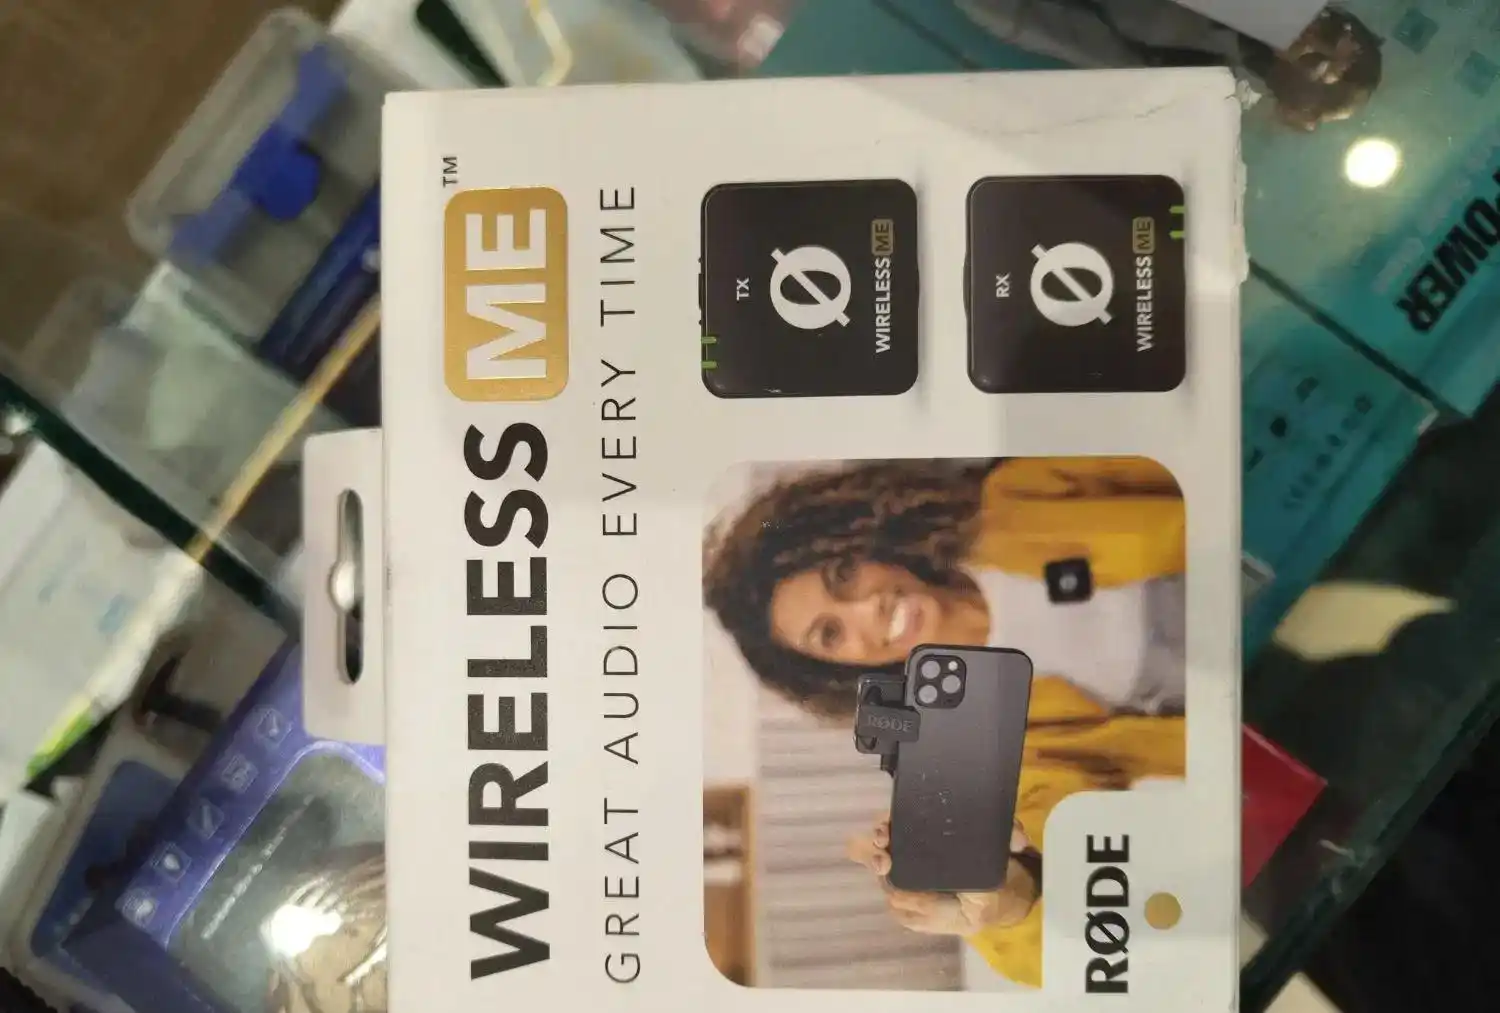 WIRELESS ME™
GREAT AUDIO EVERY TIME
TX
WIRELESS ME
RX
WIRELESS ME
RØDE
RØDE
POWER